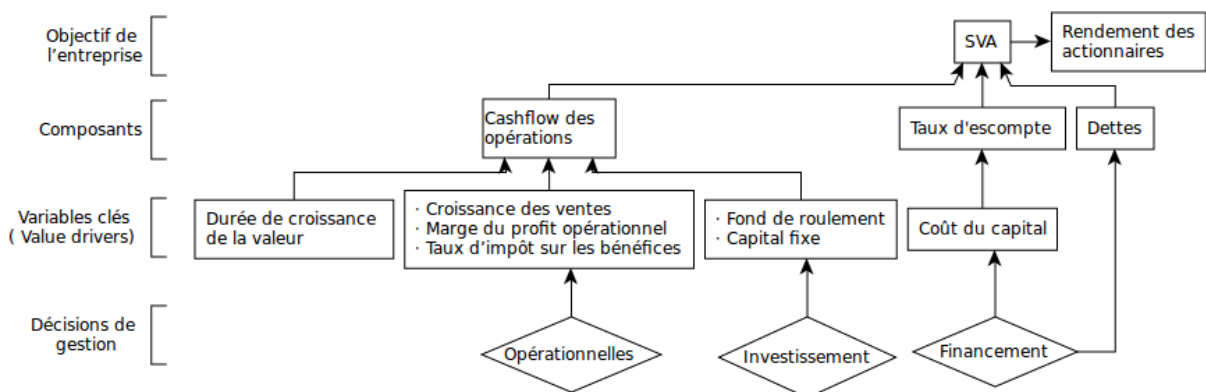 Objectif de
l’entreprise
SVA
Rendement des
actionnaires
Composants
Cashflow des
opérations
Taux d'escompte
Dettes
Variables clés
( Value drivers)
Durée de croissance
de la valeur
· Croissance des ventes
· Marge du profit opérationnel
· Taux d’impôt sur les bénéfices
· Fond de roulement
· Capital fixe
Coût du capital
Décisions de
gestion
Opérationnelles
Investissement
Financement